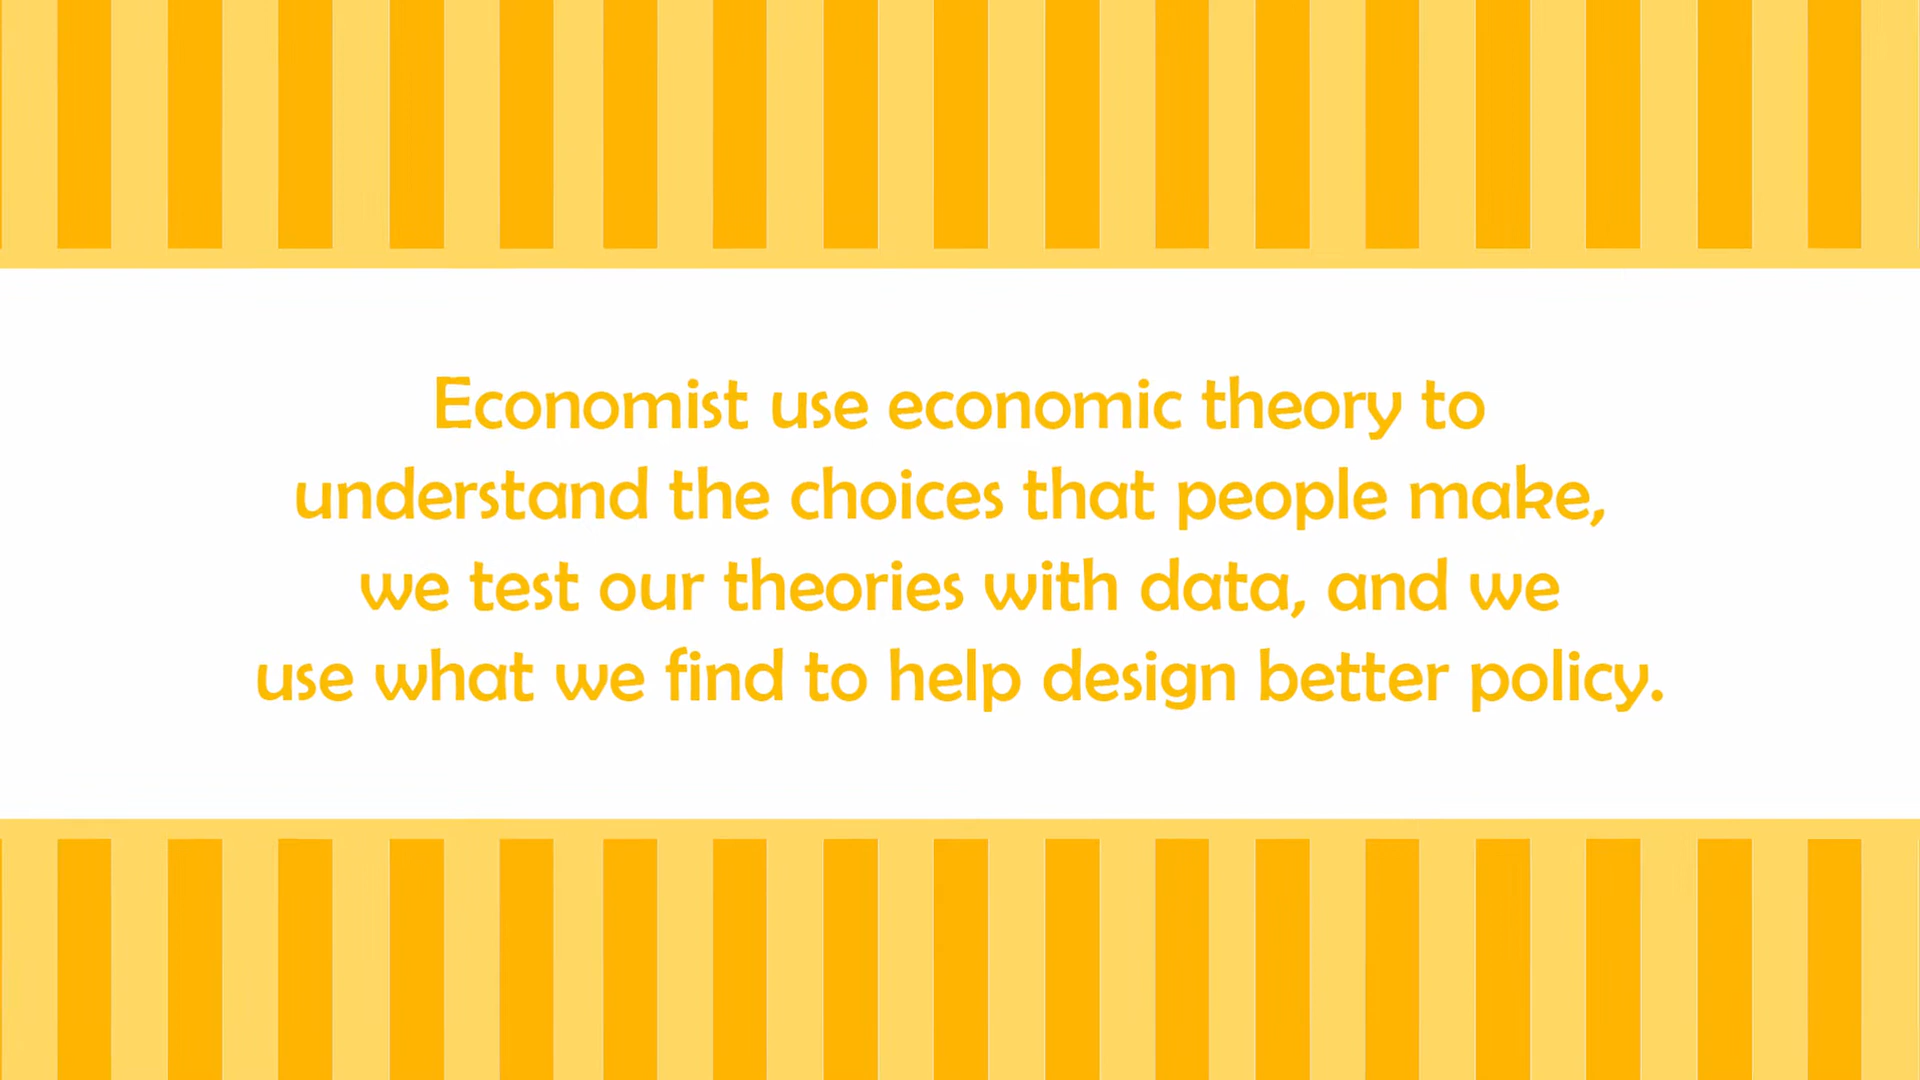 Economist use economic theory to
understand the choices that people make,
we test our theories with data, and we
use what we find to help design better policy.